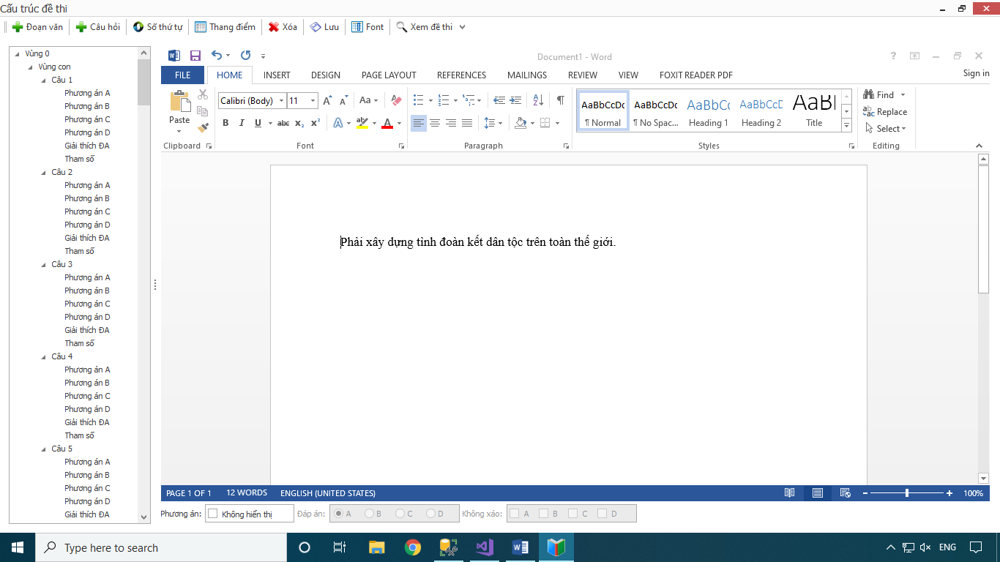 Cấu trúc đề thi
Đoạn văn Câu hỏi Số thứ tự Thang điểm Xóa Lưu Font Xem đề thi
Vùng 0
Vùng con
Câu 1
Phương án A
Phương án B
Phương án C
Phương án D
Giải thích ĐA
Tham số
Câu 2
Phương án A
Phương án B
Phương án C
Phương án D
Giải thích ĐA
Tham số
Câu 3
Phương án A
Phương án B
Phương án C
Phương án D
Giải thích ĐA
Tham số
Câu 4
Phương án A
Phương án B
Phương án C
Phương án D
Giải thích ĐA
Tham số
Câu 5
Phương án A
Phương án B
Phương án C
Phương án D
Giải thích ĐA
Document1 - Word
FILE HOME INSERT DESIGN PAGE LAYOUT REFERENCES MAILINGS REVIEW VIEW FOXIT READER PDF Sign in
Paste
Clipboard
Calibri (Body) 11
Aa
B I U abc x₂ x²
Font
Paragraph
AaBbCcDc AaBbCcDc AaBbCc AaBbCcD AaBl
¶ Normal ¶ No Spac... Heading 1 Heading 2 Title
Styles
Find
Replace
Select
Editing
Phải xây dựng tình đoàn kết dân tộc trên toàn thế giới.
PAGE 1 OF 1 12 WORDS ENGLISH (UNITED STATES) 100%
Phương án: Không hiển thị Đáp án: A B C D Không xáo: A B C D
Type here to search ENG